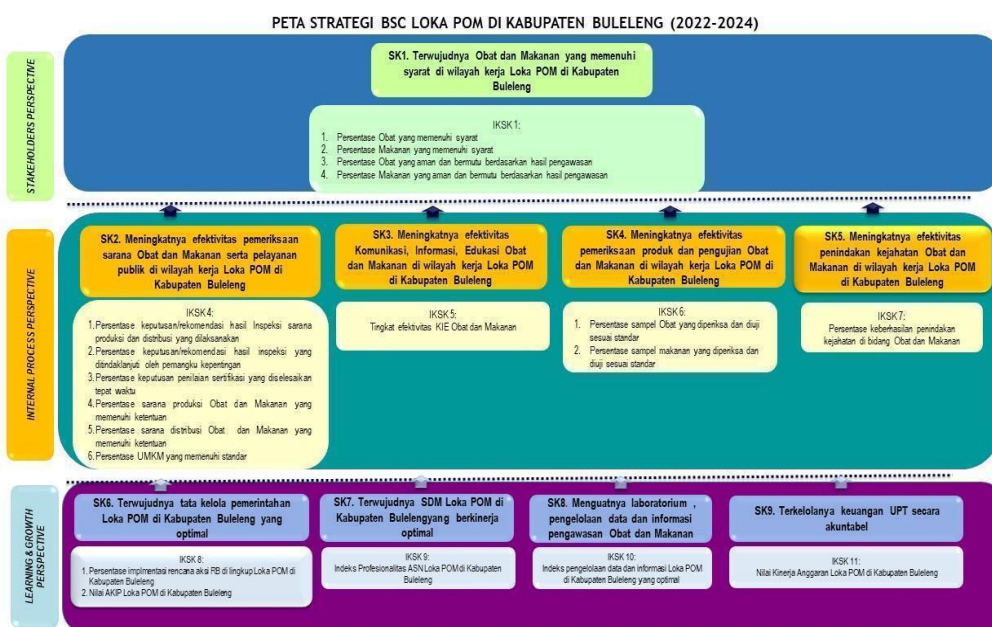 PETA STRATEGI BSC LOKA POM DI KABUPATEN BULELENG (2022-2024)
STAKEHOLDERS PERSPECTIVE
SK1. Terwujudnya Obat dan Makanan yang memenuhi
syarat di wilayah kerja Loka POM di Kabupaten
Buleleng
IKSK 1:
1. Persentase Obat yang memenuhi syarat
2. Persentase Makanan yang memenuhi syarat
3. Persentase Obat yang aman dan bermutu berdasarkan hasil pengawasan
4. Persentase Makanan yang aman dan bermutu berdasarkan hasil pengawasan
INTERNAL PROCESS PERSPECTIVE
SK2. Meningkatnya efektivitas pemeriksaan
sarana Obat dan Makanan serta pelayanan
publik di wilayah kerja Loka POM di
Kabupaten Buleleng
IKSK 4:
1.Persentase keputusan/rekomendasi hasil Inspeksi sarana
produksi dan distribusi yang dilaksanakan
2.Persentase keputusan/rekomendasi hasil inspeksi yang
ditindaklanjuti oleh pemangku kepentingan
3.Persentase keputusan penilaian sertifikasi yang diselesaikan
tepat waktu
4.Persentase sarana produksi Obat dan Makanan yang
memenuhi ketentuan
5.Persentase sarana distribusi Obat dan Makanan yang
memenuhi ketentuan
6.Persentase UMKM yang memenuhi standar
SK3. Meningkatnya efektivitas
Komunikasi, Informasi, Edukasi Obat
dan Makanan di wilayah kerja Loka POM
di Kabupaten Buleleng
IKSK 5:
Tingkat efektivitas KIE Obat dan Makanan
SK4. Meningkatnya efektivitas
pemeriksaan produk dan pengujian Obat
dan Makanan di wilayah kerja Loka POM
di Kabupaten Buleleng
IKSK 6:
1. Persentase sampel Obat yang diperiksa dan diuji
sesuai standar
2. Persentase sampel makanan yang diperiksa dan
diuji sesuai standar
SK5. Meningkatnya efektivitas
penindakan kejahatan Obat dan
Makanan di wilayah kerja Loka POM
di Kabupaten Buleleng
IKSK 7:
Persentase keberhasilan penindakan
kejahatan di bidang Obat dan Makanan
LEARNING & GROWTH
PERSPECTIVE
SK6. Terwujudnya tata kelola pemerintahan
Loka POM di Kabupaten Buleleng yang
optimal
IKSK 8:
1. Persentase implmentasi rencana aksi RB di lingkup Loka POM di
Kabupaten Buleleng
2. Nilai AKIP Loka POM di Kabupaten Buleleng
SK7. Terwujudnya SDM Loka POM di
Kabupaten Bulelengyang berkinerja
optimal
IKSK 9:
Indeks Profesionalitas ASN Loka POM di Kabupaten
Buleleng
SK8. Menguatnya laboratorium ,
pengelolaan data dan informasi
pengawasan Obat dan Makanan
IKSK 10:
Indeks pengelolaan data dan informasi Loka POM
di Kabupaten Buleleng yang optimal
SK9. Terkelolanya keuangan UPT secara
akuntabel
IKSK 11:
Nilai Kinerja Anggaran Loka POM di Kabupaten Buleleng